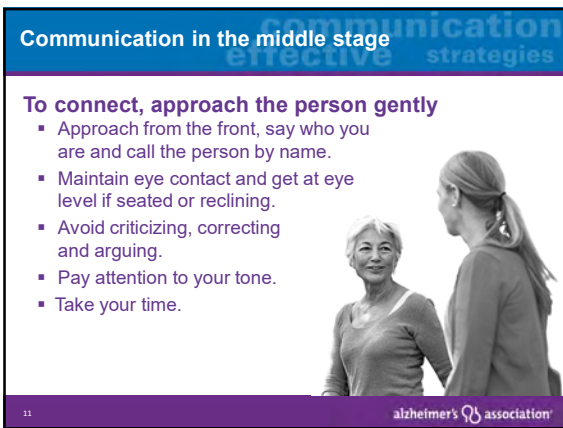 communication
effective strategies
Communication in the middle stage
To connect, approach the person gently
▪ Approach from the front, say who you
are and call the person by name.
▪ Maintain eye contact and get at eye
level if seated or reclining.
▪ Avoid criticizing, correcting
and arguing.
▪ Pay attention to your tone.
▪ Take your time.
11
alzheimer's association®